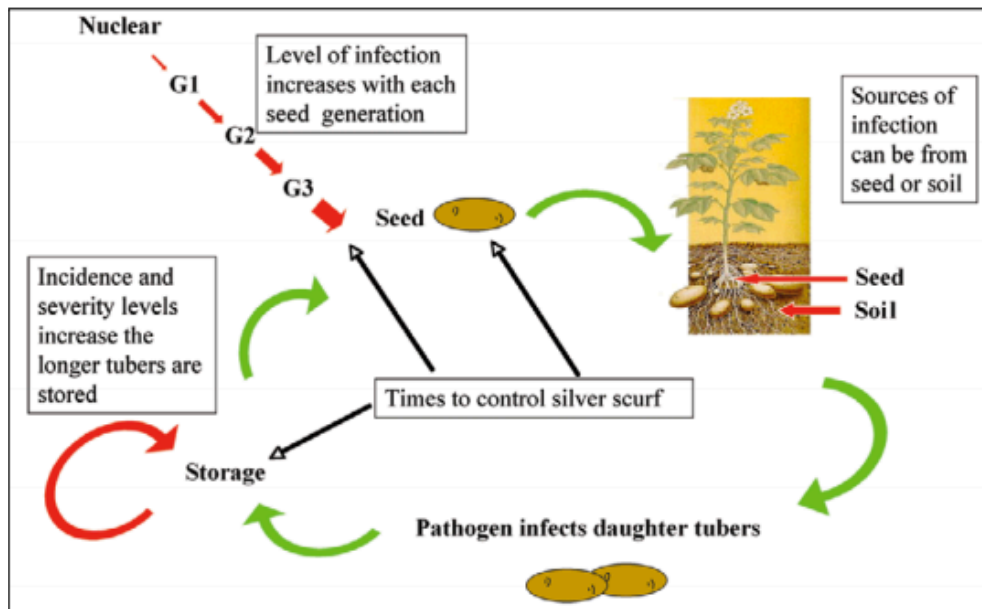 Nuclear
G1
G2
G3
Level of infection
increases with each
seed generation
Seed
Sources of
infection
can be from
seed or soil
Seed
Soil
Incidence and
severity levels
increase the
longer tubers are
stored
Times to control silver scurf
Storage
Pathogen infects daughter tubers